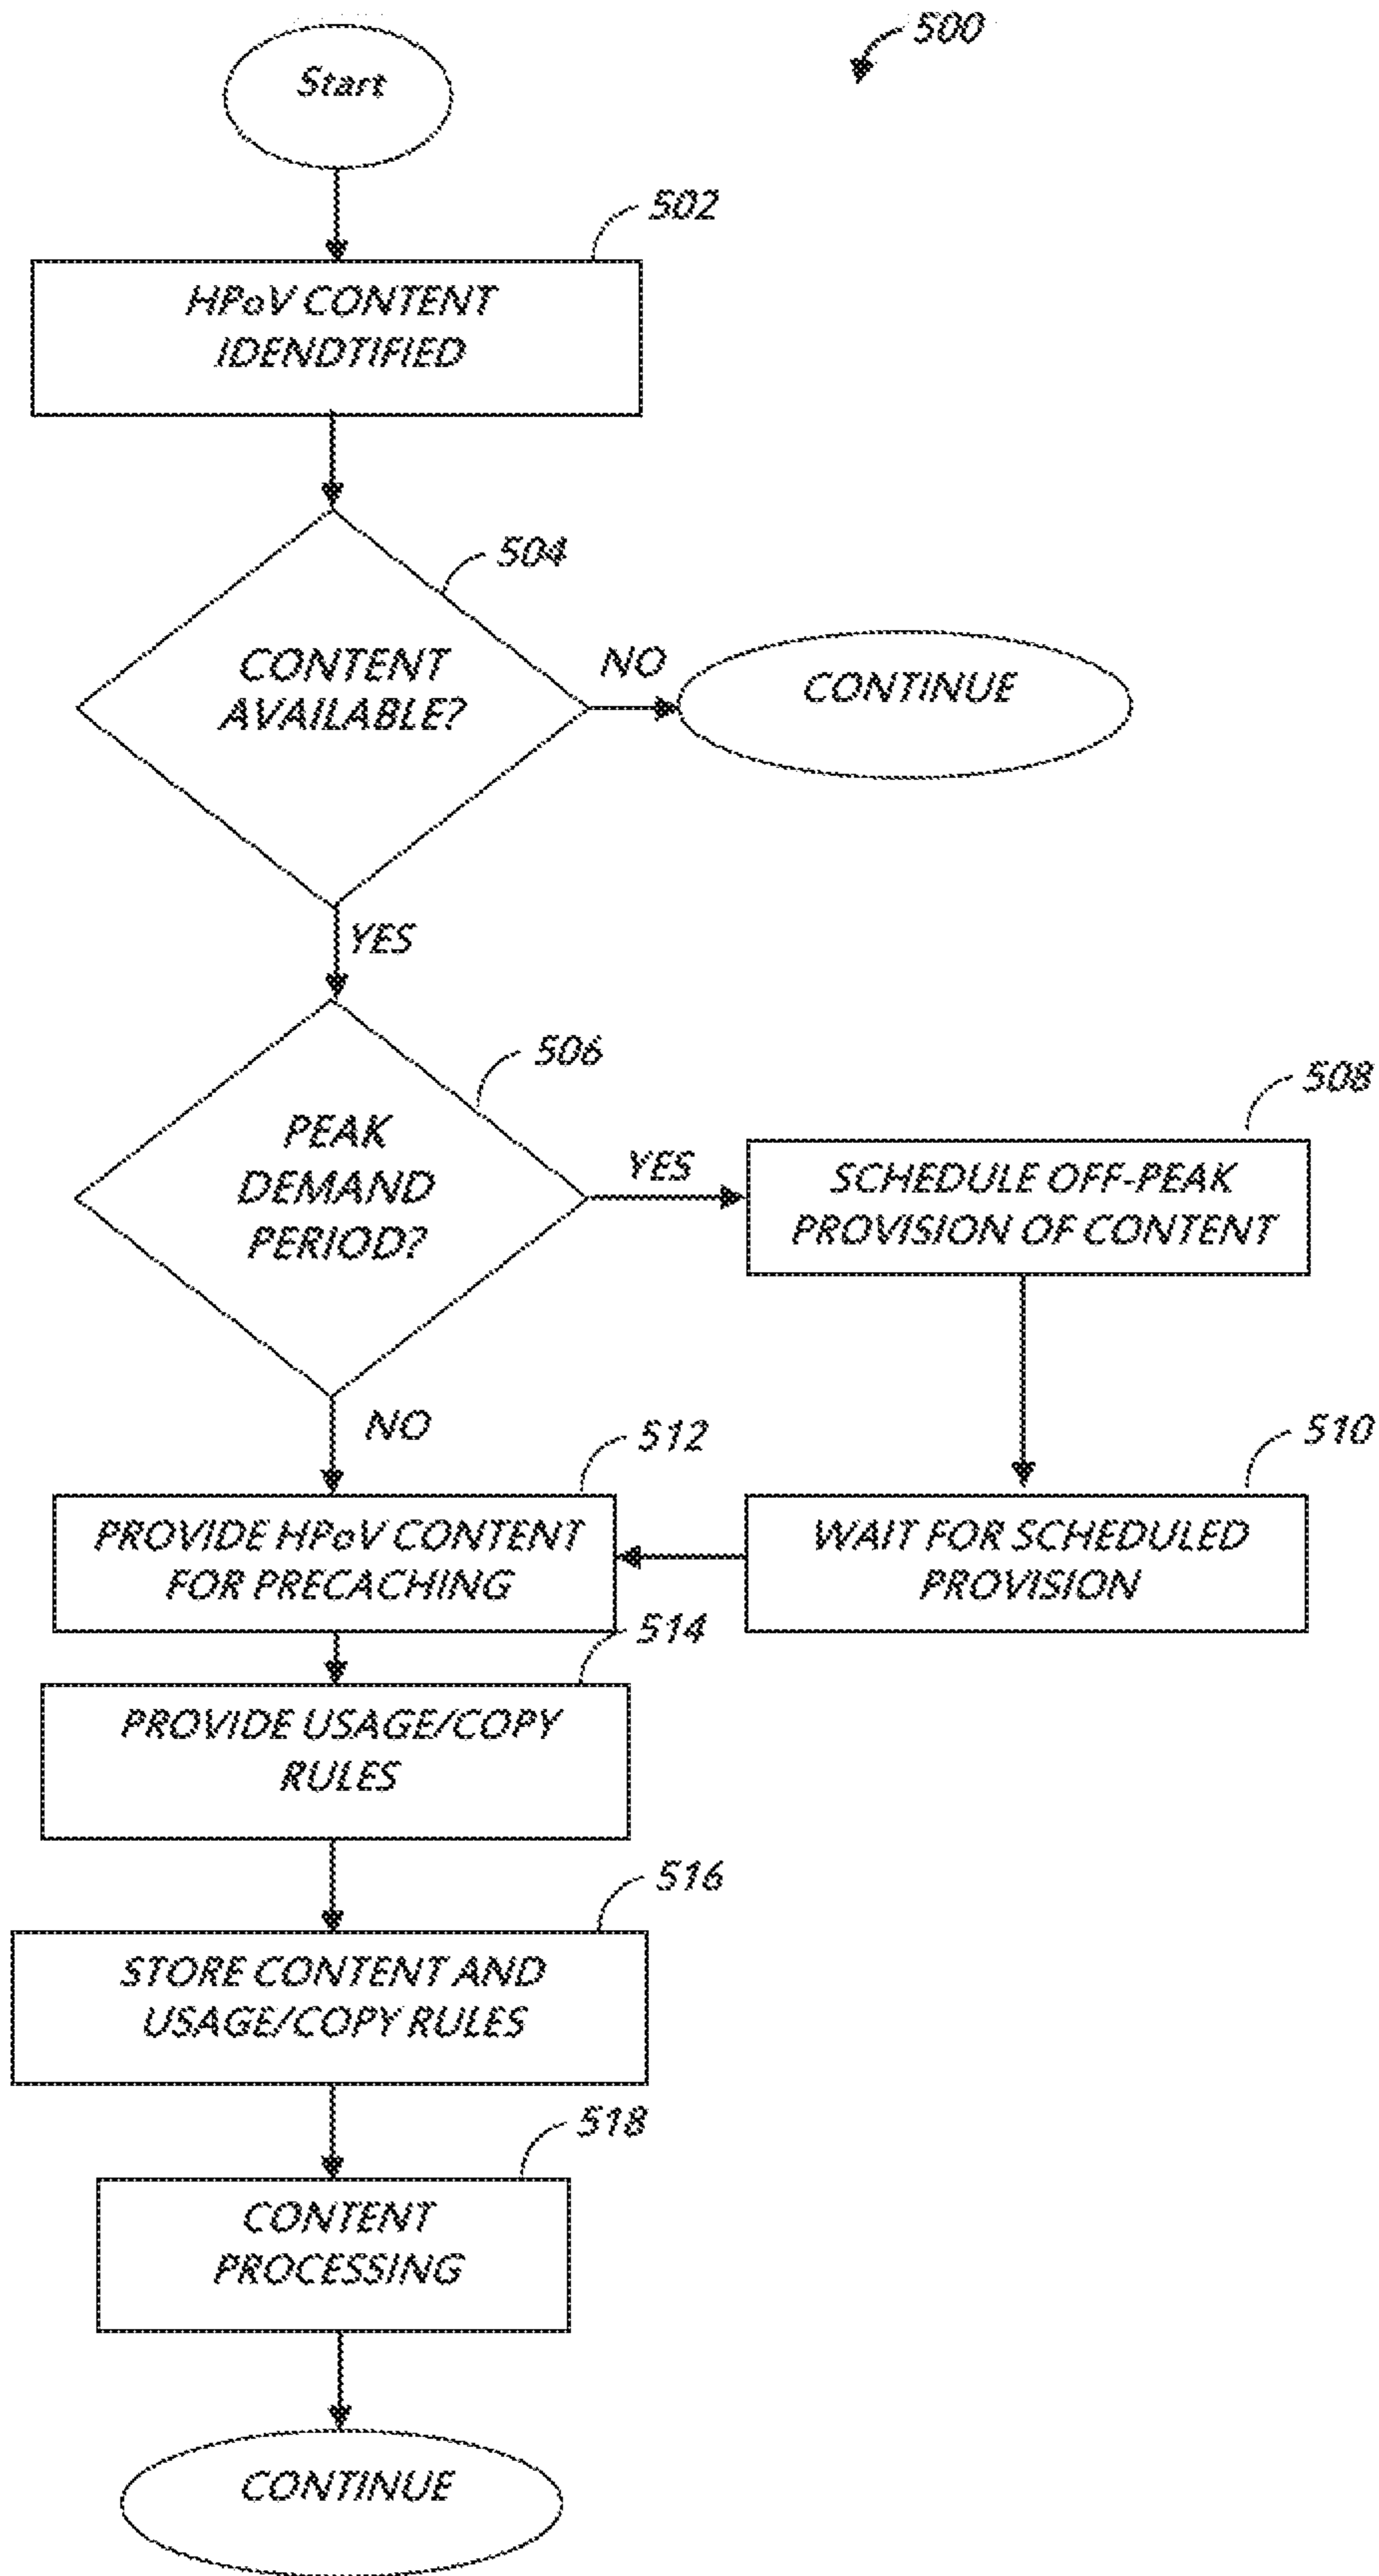 500
Start
502
HPoV CONTENT
IDENDTIFIED
504
CONTENT
AVAILABLE?
NO
CONTINUE
YES
506
PEAK
DEMAND
PERIOD?
YES
508
SCHEDULE OFF-PEAK
PROVISION OF CONTENT
NO
512
PROVIDE HPoV CONTENT
FOR PRECACHING
510
WAIT FOR SCHEDULED
PROVISION
514
PROVIDE USAGE/COPY
RULES
516
STORE CONTENT AND
USAGE/COPY RULES
518
CONTENT
PROCESSING
CONTINUE